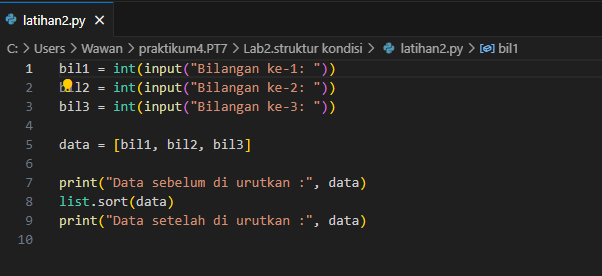 latihan2.py ×
C: > Users > Wawan > praktikum4.PT7 > Lab2.struktur kondisi > latihan2.py > bil1
1 bil1 = int(input("Bilangan ke-1: "))
2 bil2 = int(input("Bilangan ke-2: "))
3 bil3 = int(input("Bilangan ke-3: "))
4
5 data = [bil1, bil2, bil3]
6
7 print("Data sebelum di urutkan :", data)
8 list.sort(data)
9 print("Data setelah di urutkan :", data)
10